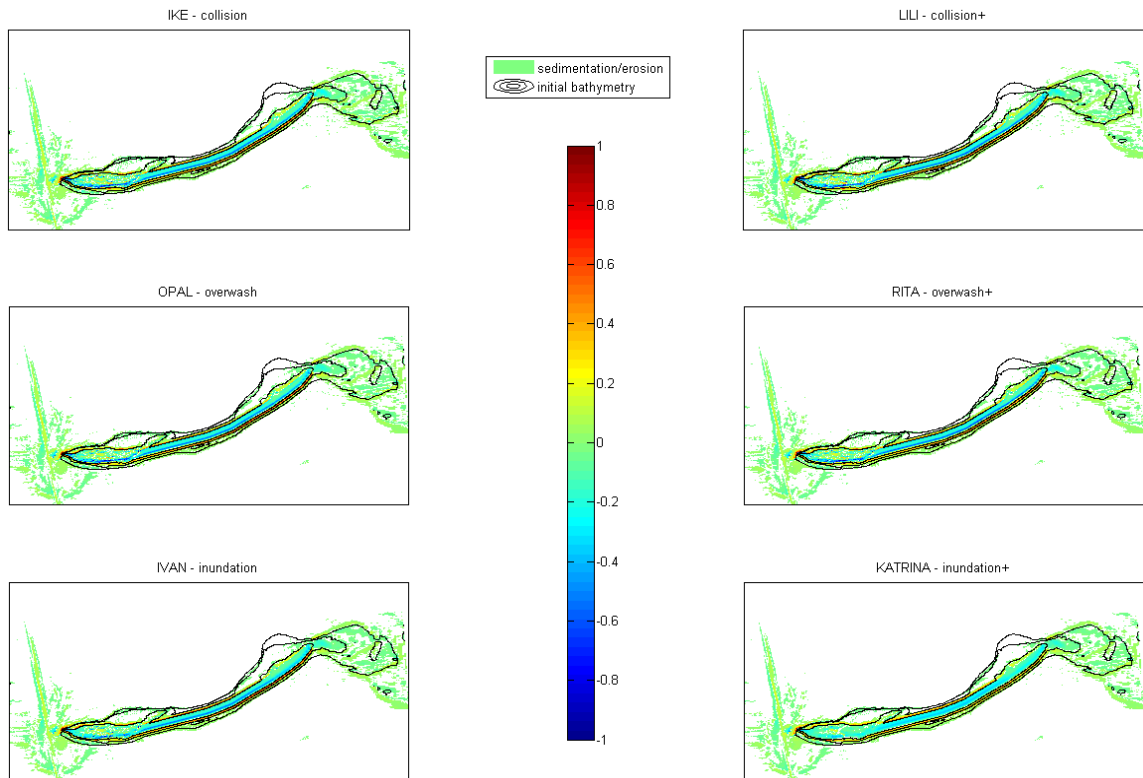 IKE - collision
LILI - collision+
sedimentation/erosion
initial bathymetry
1
0.8
0.6
0.4
0.2
0
-0.2
-0.4
-0.6
-0.8
-1
OPAL - overwash
RITA - overwash+
IVAN - inundation
KATRINA - inundation+